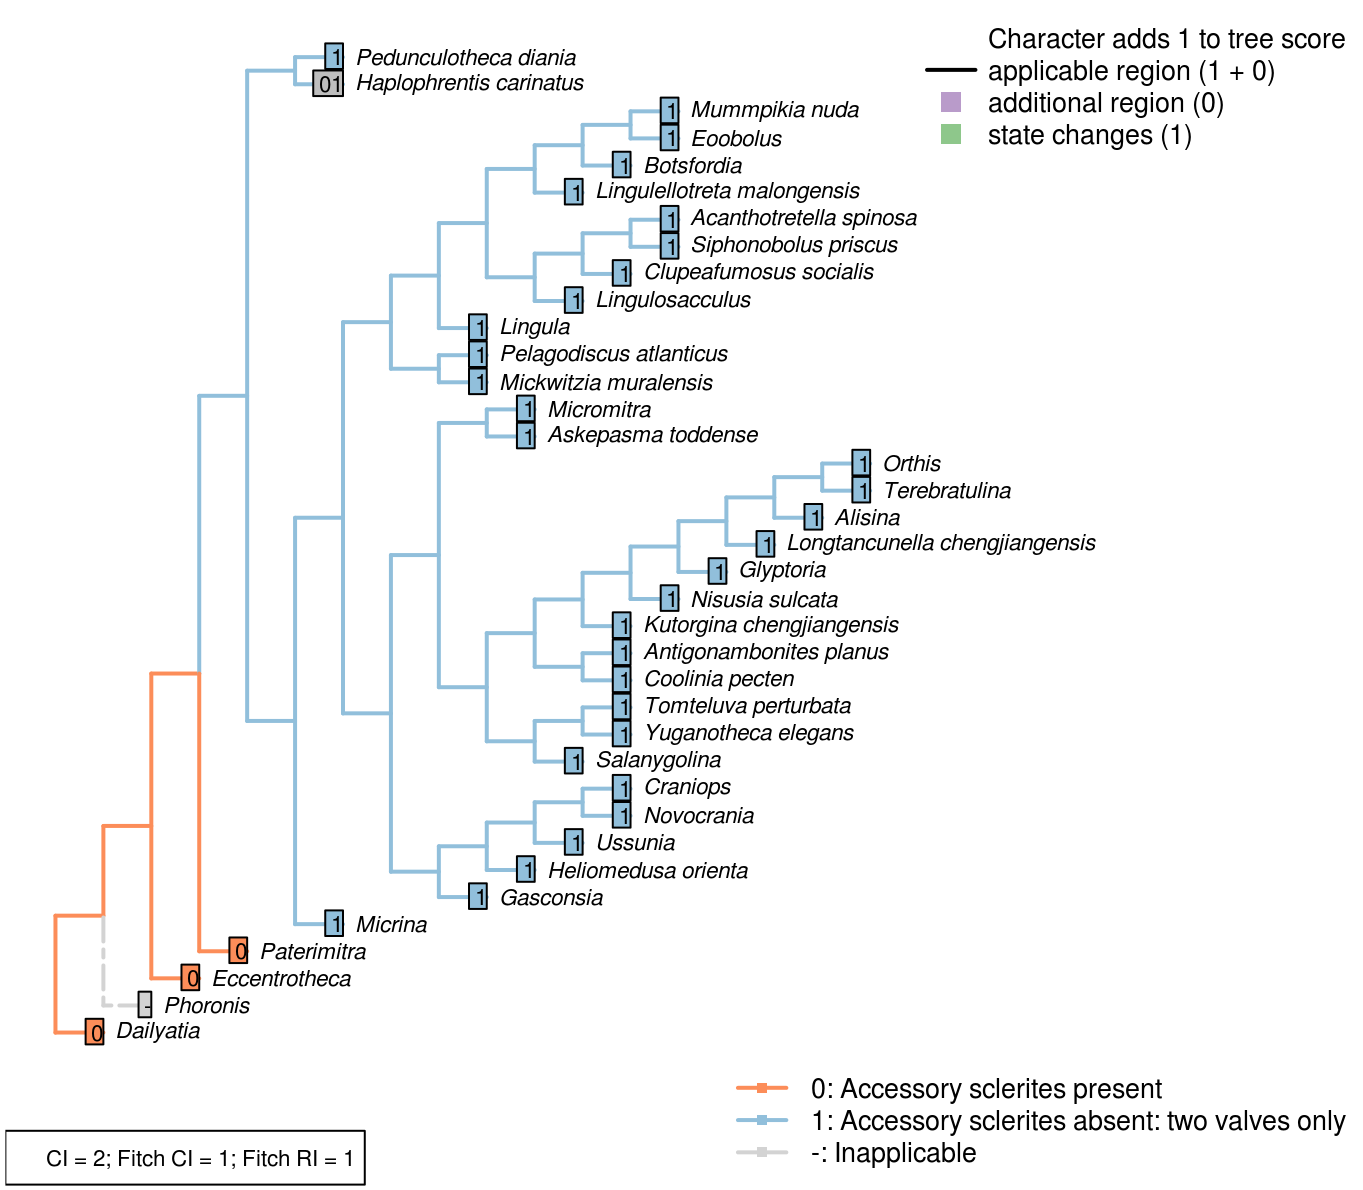 Character adds 1 to tree score
applicable region (1 + 0)
additional region (0)
state changes (1)
1 Pedunculotheca diania
01 Haplophrentis carinatus
1 Mummpikia nuda
1 Eoobolus
1 Botsfordia
1 Lingulellotreta malongensis
1 Acanthotretella spinosa
1 Siphonobolus priscus
1 Clupeafumosus socialis
1 Lingulosacculus
1 Lingula
1 Pelagodiscus atlanticus
1 Mickwitzia muralensis
1 Micromitra
1 Askepasma toddense
1 Orthis
1 Terebratulina
1 Alisina
1 Longtancunella chengjiangensis
1 Glyptoria
1 Nisusia sulcata
1 Kutorgina chengjiangensis
1 Antigonambonites planus
1 Coolinia pecten
1 Tomteluva perturbata
1 Yuganotheca elegans
1 Salanygolina
1 Craniops
1 Novocrania
1 Ussunia
1 Heliomedusa orienta
1 Gasconsia
1 Micrina
0 Paterimitra
0 Eccentrotheca
- Phoronis
0 Dailyatia
0: Accessory sclerites present
1: Accessory sclerites absent: two valves only
-: Inapplicable
CI = 2; Fitch CI = 1; Fitch RI = 1